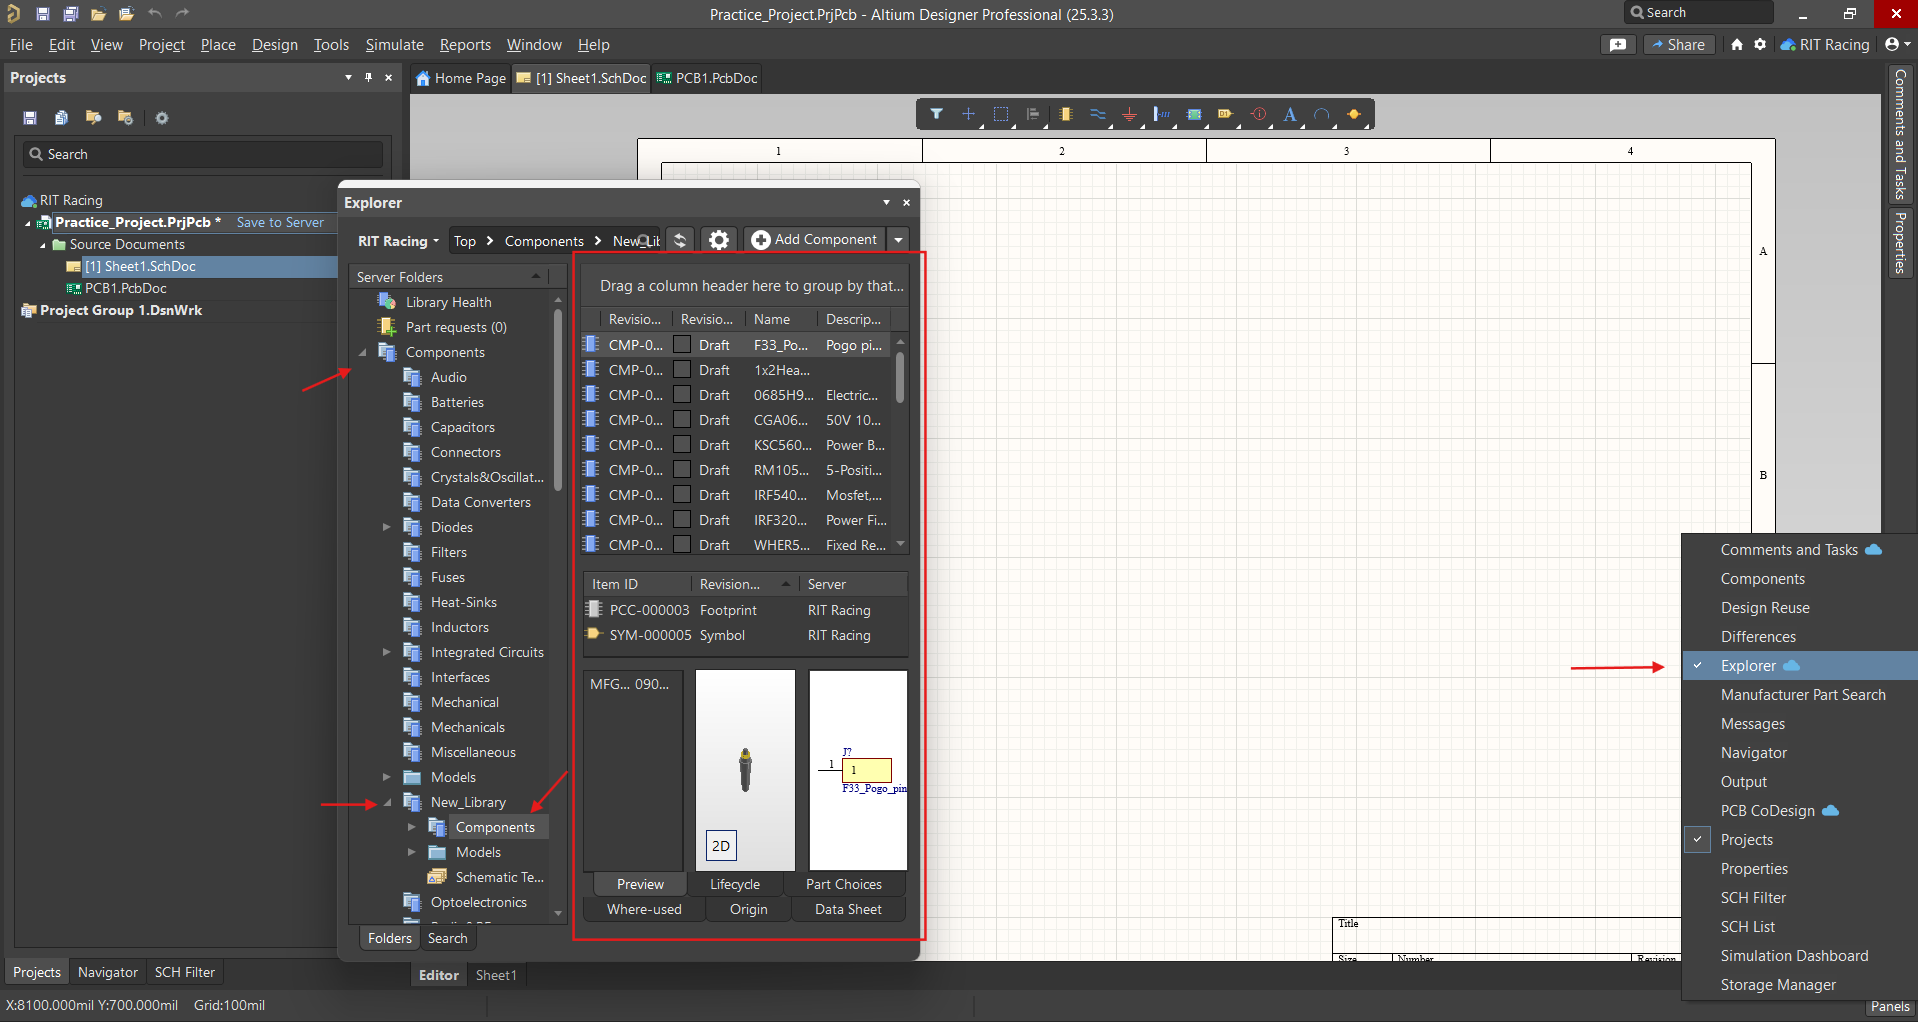 Practice_Project.PrjPcb - Altium Designer Professional (25.3.3)
Search
File Edit View Project Place Design Tools Simulate Reports Window Help
Share
RIT Racing
Projects
Home Page
[1] Sheet1.SchDoc
PCB1.PcbDoc
Search
RIT Racing
Practice_Project.PrjPcb * Save to Server
Source Documents
[1] Sheet1.SchDoc
PCB1.PcbDoc
Project Group 1.DsnWrk
Explorer
RIT Racing
Top > Components > New_Lib
Add Component
Server Folders
Library Health
Part requests (0)
Components
Audio
Batteries
Capacitors
Connectors
Crystals&Oscillat...
Data Converters
Diodes
Filters
Fuses
Heat-Sinks
Inductors
Integrated Circuits
Interfaces
Mechanical
Mechanicals
Miscellaneous
Models
New_Library
Components
Models
Schematic Te...
Optoelectronics
Folders Search
Drag a column header here to group by that...
Revisio... Revisio... Name Descrip...
CMP-0... Draft F33_Po... Pogo pi...
CMP-0... Draft 1x2Hea...
CMP-0... Draft 0685H9... Electric...
CMP-0... Draft CGA06... 50V 10...
CMP-0... Draft KSC560... Power B...
CMP-0... Draft RM105... 5-Positi...
CMP-0... Draft IRF540... Mosfet,...
CMP-0... Draft IRF320... Power Fi...
CMP-0... Draft WHER5... Fixed Re...
Item ID Revision... Server
PCC-000003 Footprint RIT Racing
SYM-000005 Symbol RIT Racing
MFG... 090...
2D
J?
1
1
F33_Pogo_pin
Preview Lifecycle Part Choices
Where-used Origin Data Sheet
1 2 3 4
A
B
Title
Size Number Revision
Comments and Tasks
Properties
Comments and Tasks
Components
Design Reuse
Differences
Explorer
Manufacturer Part Search
Messages
Navigator
Output
PCB CoDesign
Projects
Properties
SCH Filter
SCH List
Simulation Dashboard
Storage Manager
Projects Navigator SCH Filter
Editor Sheet1
X:8100.000mil Y:700.000mil Grid:100mil
Panels